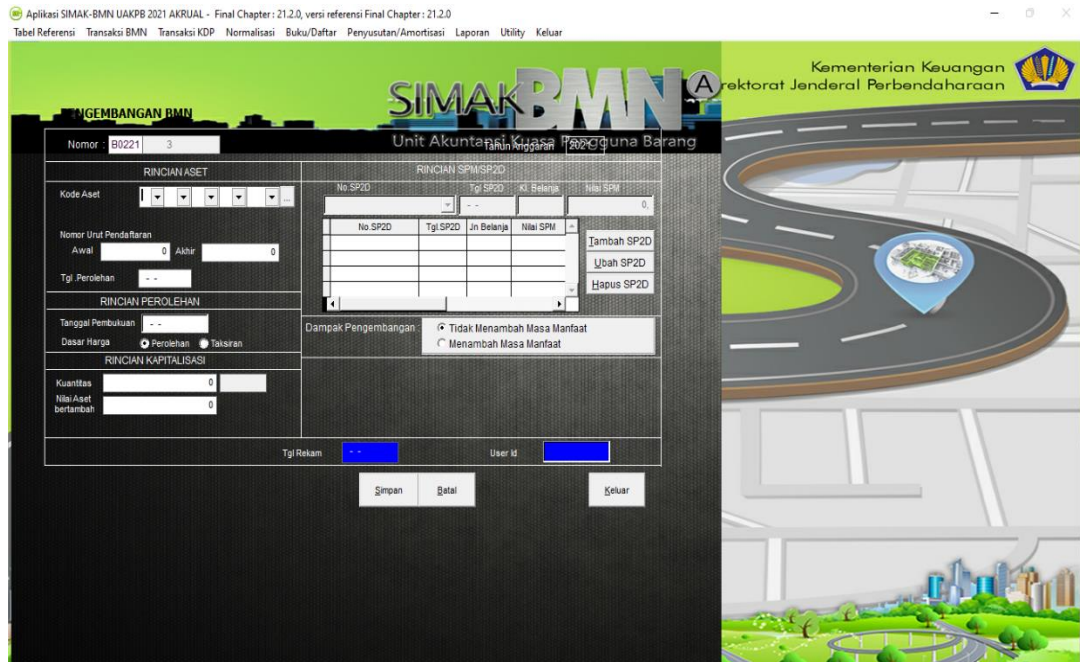 Aplikasi SIMAK-BMN UAKPB 2021 AKRUAL - Final Chapter : 21.2.0, versi referensi Final Chapter : 21.2.0
Tabel Referensi Transaksi BMN Transaksi KDP Normalisasi Buku/Daftar Penyusutan/Amortisasi Laporan Utility Keluar
Kementerian Keuangan
rektorat Jenderal Perbendaharaan
SIMAK BMN A
PENGEMBANGAN BMN
Unit Akuntansi Kuasa Pengguna Barang
Nomor : B0221 3
Tahun Anggaran 2021
RINCIAN ASET
RINCIAN SPM/SP2D
Kode Aset
...
No.SP2D Tgl SP2D Kl. Belanja Nilai SPM
- -
0,
No.SP2D Tgl.SP2D Jn Belanja Nilai SPM
Tambah SP2D
Ubah SP2D
Hapus SP2D
Nomor Urut Pendaftaran
Awal 0 Akhir 0
Tgl .Perolehan - -
RINCIAN PEROLEHAN
Tanggal Pembukuan - -
Dasar Harga Perolehan Taksiran
Dampak Pengembangan : Tidak Menambah Masa Manfaat
Menambah Masa Manfaat
RINCIAN KAPITALISASI
Kuantitas 0
Nilai Aset
bertambah 0
Tgl Rekam - - User Id
Simpan Batal Keluar